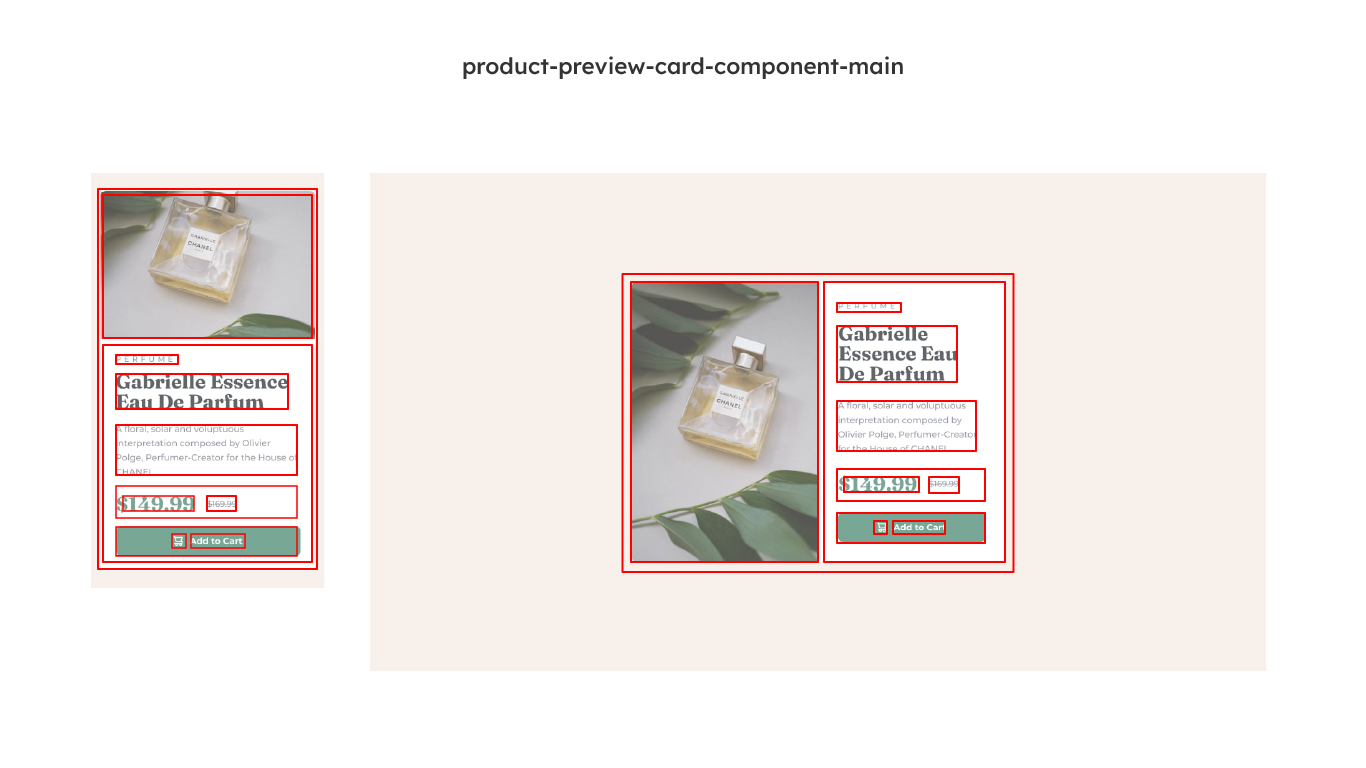 product-preview-card-component-main
GABRIELLE
CHANEL
PERFUME
Gabrielle Essence
Eau De Parfum
A floral, solar and voluptuous
interpretation composed by Olivier
Polge, Perfumer-Creator for the House of
CHANEL
$149.99 $169.99
Add to Cart
GABRIELLE
CHANEL
PERFUME
Gabrielle
Essence Eau
De Parfum
A floral, solar and voluptuous
interpretation composed by
Olivier Polge, Perfumer-Creator
for the House of CHANEL
$149.99 $169.99
Add to Cart